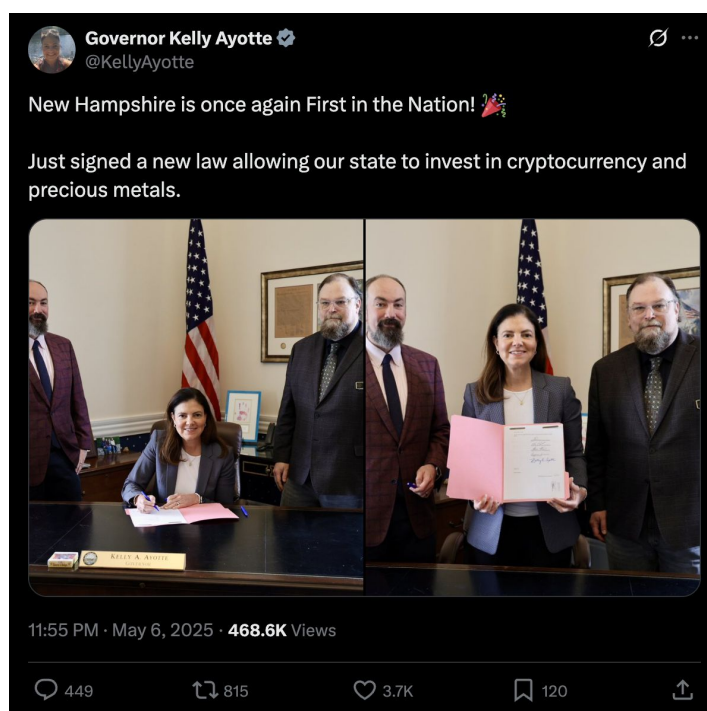 Governor Kelly Ayotte
@KellyAyotte
New Hampshire is once again First in the Nation! 🎉
Just signed a new law allowing our state to invest in cryptocurrency and
precious metals.
KELLY A. AYOTTE
GOVERNOR
11:55 PM · May 6, 2025 · 468.6K Views
449
815
3.7K
120